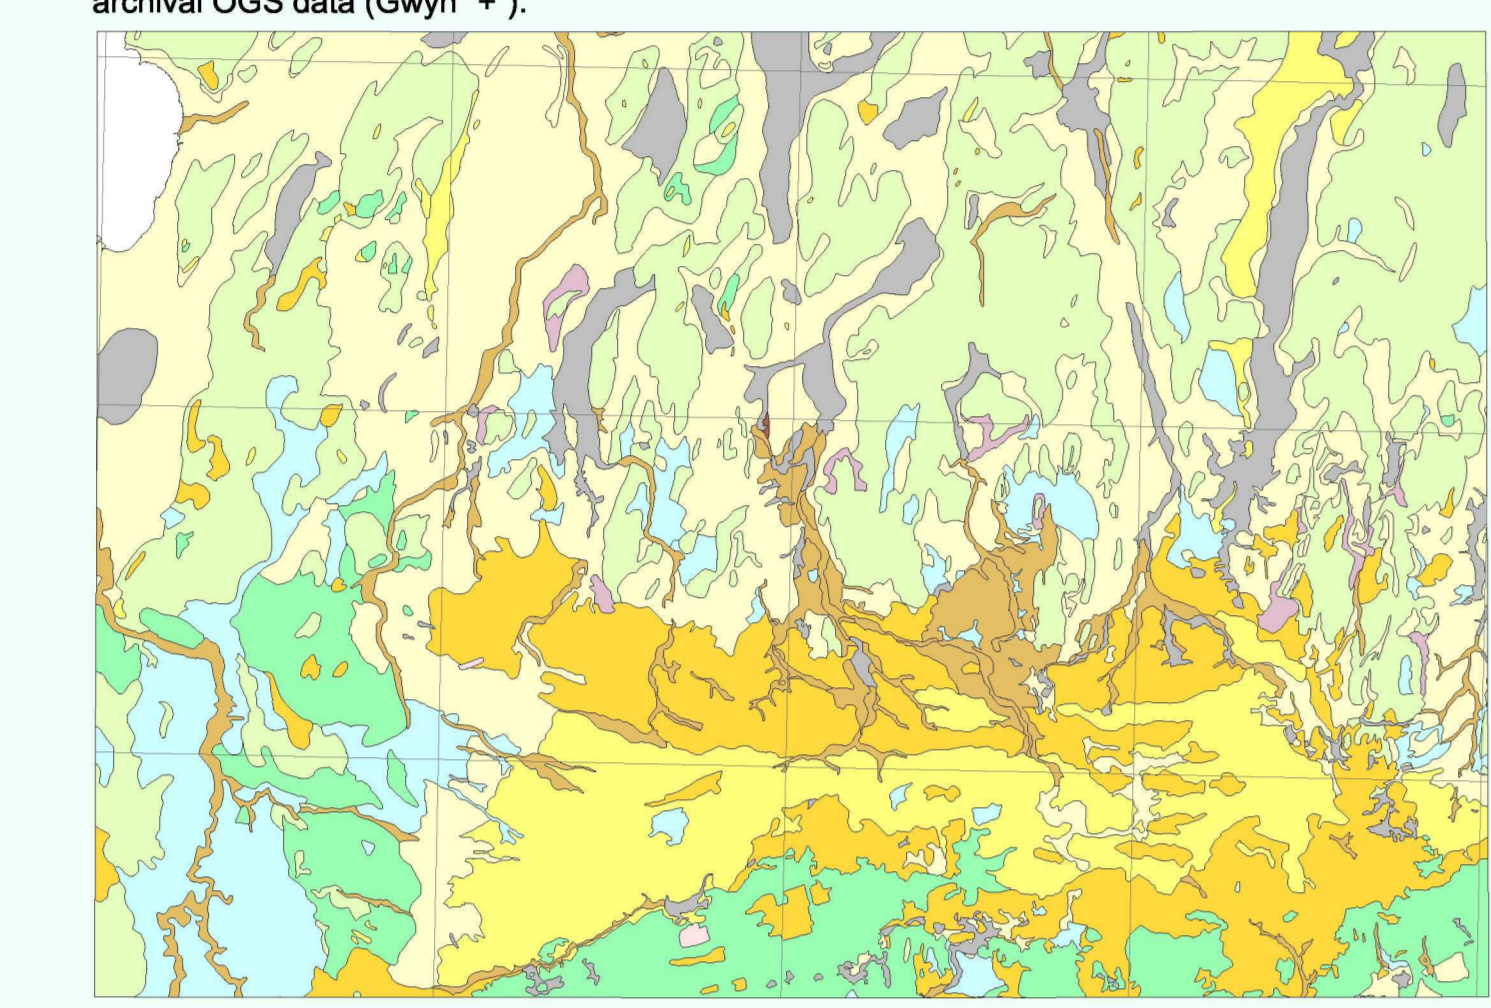 archival OGS data (Gwyn + ).